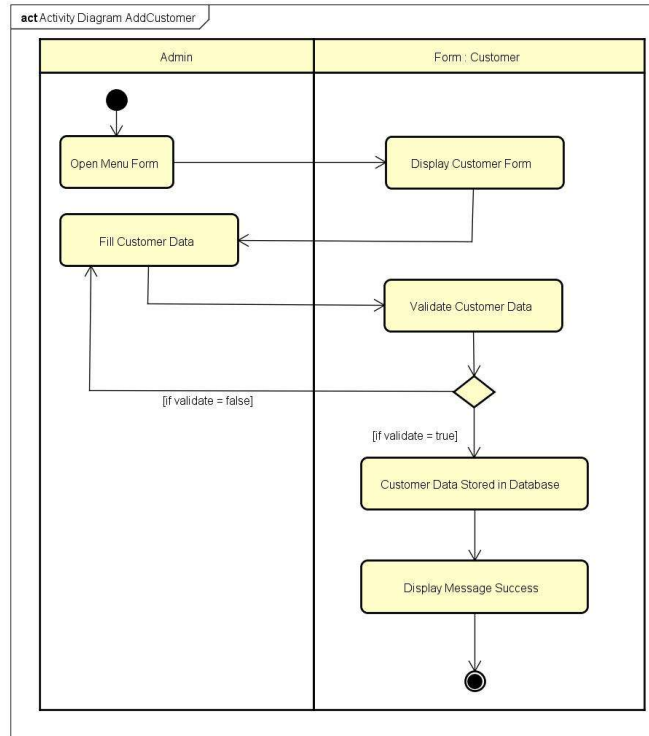 act Activity Diagram AddCustomer
Admin
Form : Customer
Open Menu Form
Display Customer Form
Fill Customer Data
Validate Customer Data
[if validate = false]
[if validate = true]
Customer Data Stored in Database
Display Message Success